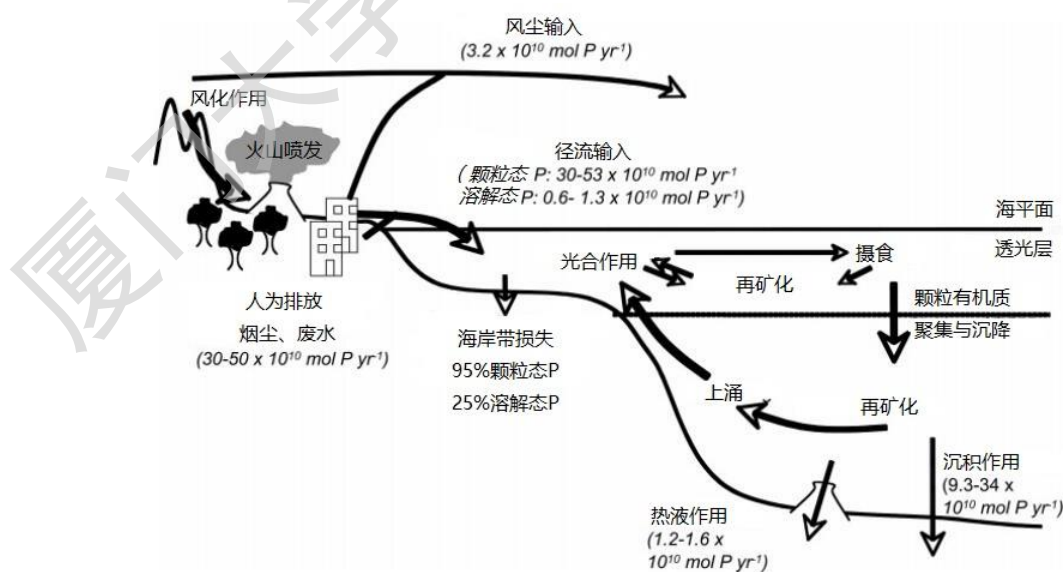 风尘输入
(3.2 x 10¹⁰ mol P yr⁻¹)
风化作用
火山喷发
径流输入
( 颗粒态 P: 30-53 x 10¹⁰ mol P yr⁻¹
溶解态 P: 0.6- 1.3 x 10¹⁰ mol P yr⁻¹)
海平面
透光层
光合作用
摄食
再矿化
人为排放
烟尘、废水
(30-50 x 10¹⁰ mol P yr⁻¹)
海岸带损失
95%颗粒态P
25%溶解态P
颗粒有机质
聚集与沉降
上涌
再矿化
沉积作用
(9.3-34 x
10¹⁰ mol P yr⁻¹)
热液作用
(1.2-1.6 x
10¹⁰ mol P yr⁻¹)
厦门大学